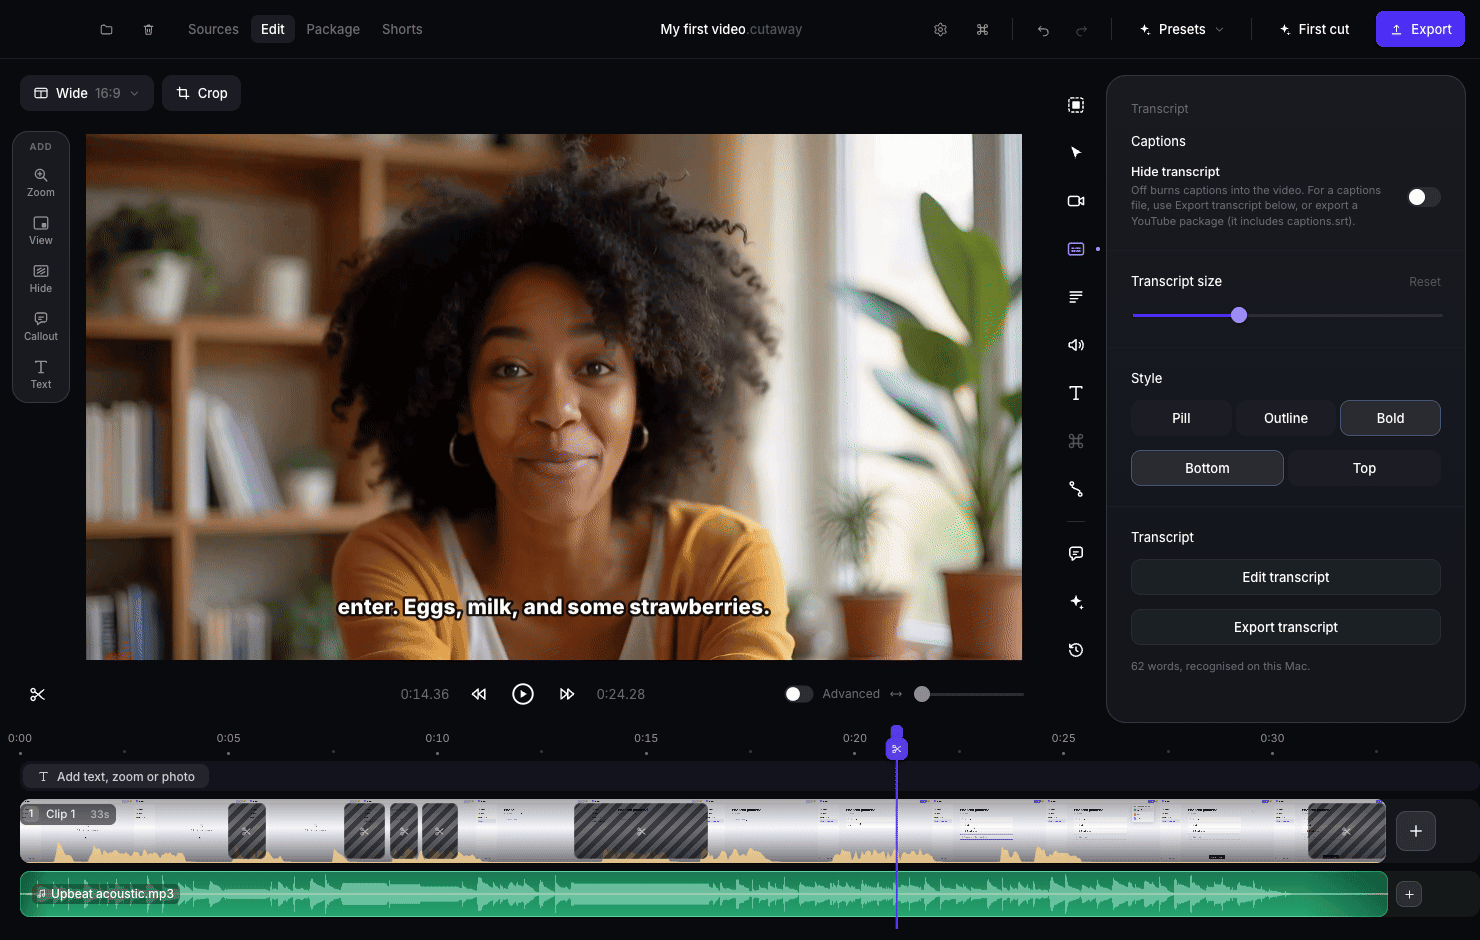 Sources
Edit
Package
Shorts
My first video.cutaway
Presets
First cut
Export
Wide 16:9
Crop
ADD
Zoom
View
Hide
Callout
Text
enter. Eggs, milk, and some strawberries.
Transcript
Captions
Hide transcript
Off burns captions into the video. For a captions
file, use Export transcript below, or export a
YouTube package (it includes captions.srt).
Transcript size
Reset
Style
Pill
Outline
Bold
Bottom
Top
Transcript
Edit transcript
Export transcript
62 words, recognised on this Mac.
0:14.36
0:24.28
Advanced
0:00
0:05
0:10
0:15
0:20
0:25
0:30
Add text, zoom or photo
1 Clip 1 33s
Upbeat acoustic.mp3